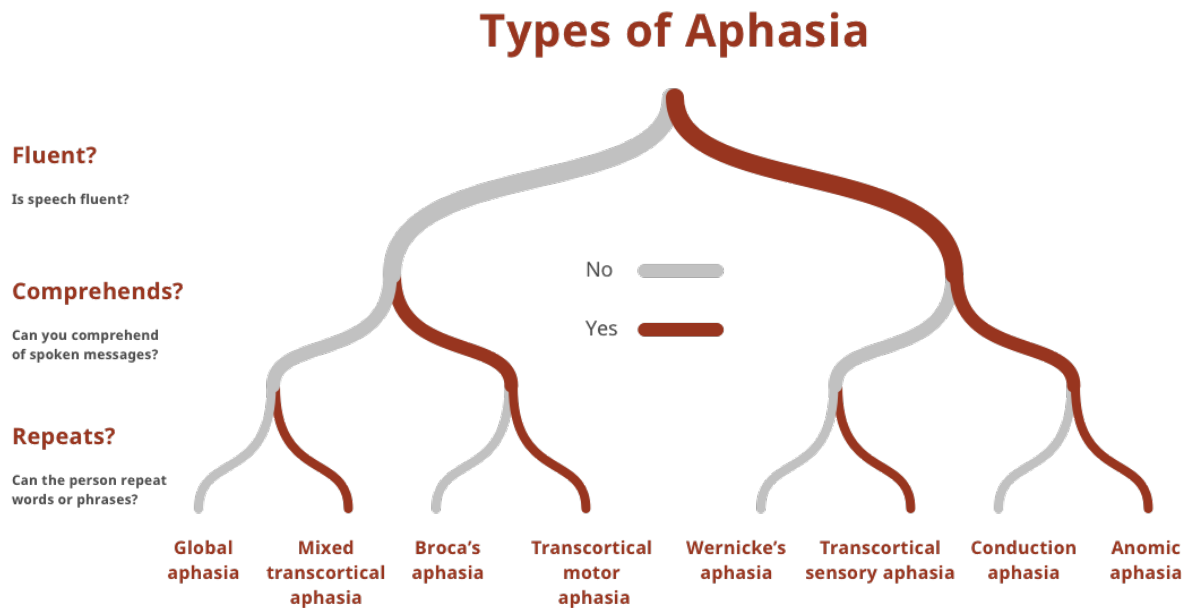 Types of Aphasia
Fluent?
Is speech fluent?
No
Yes
Comprehends?
Can you comprehend
of spoken messages?
Repeats?
Can the person repeat
words or phrases?
Global
aphasia
Mixed
transcortical
aphasia
Broca’s
aphasia
Transcortical
motor
aphasia
Wernicke’s
aphasia
Transcortical
sensory aphasia
Conduction
aphasia
Anomic
aphasia